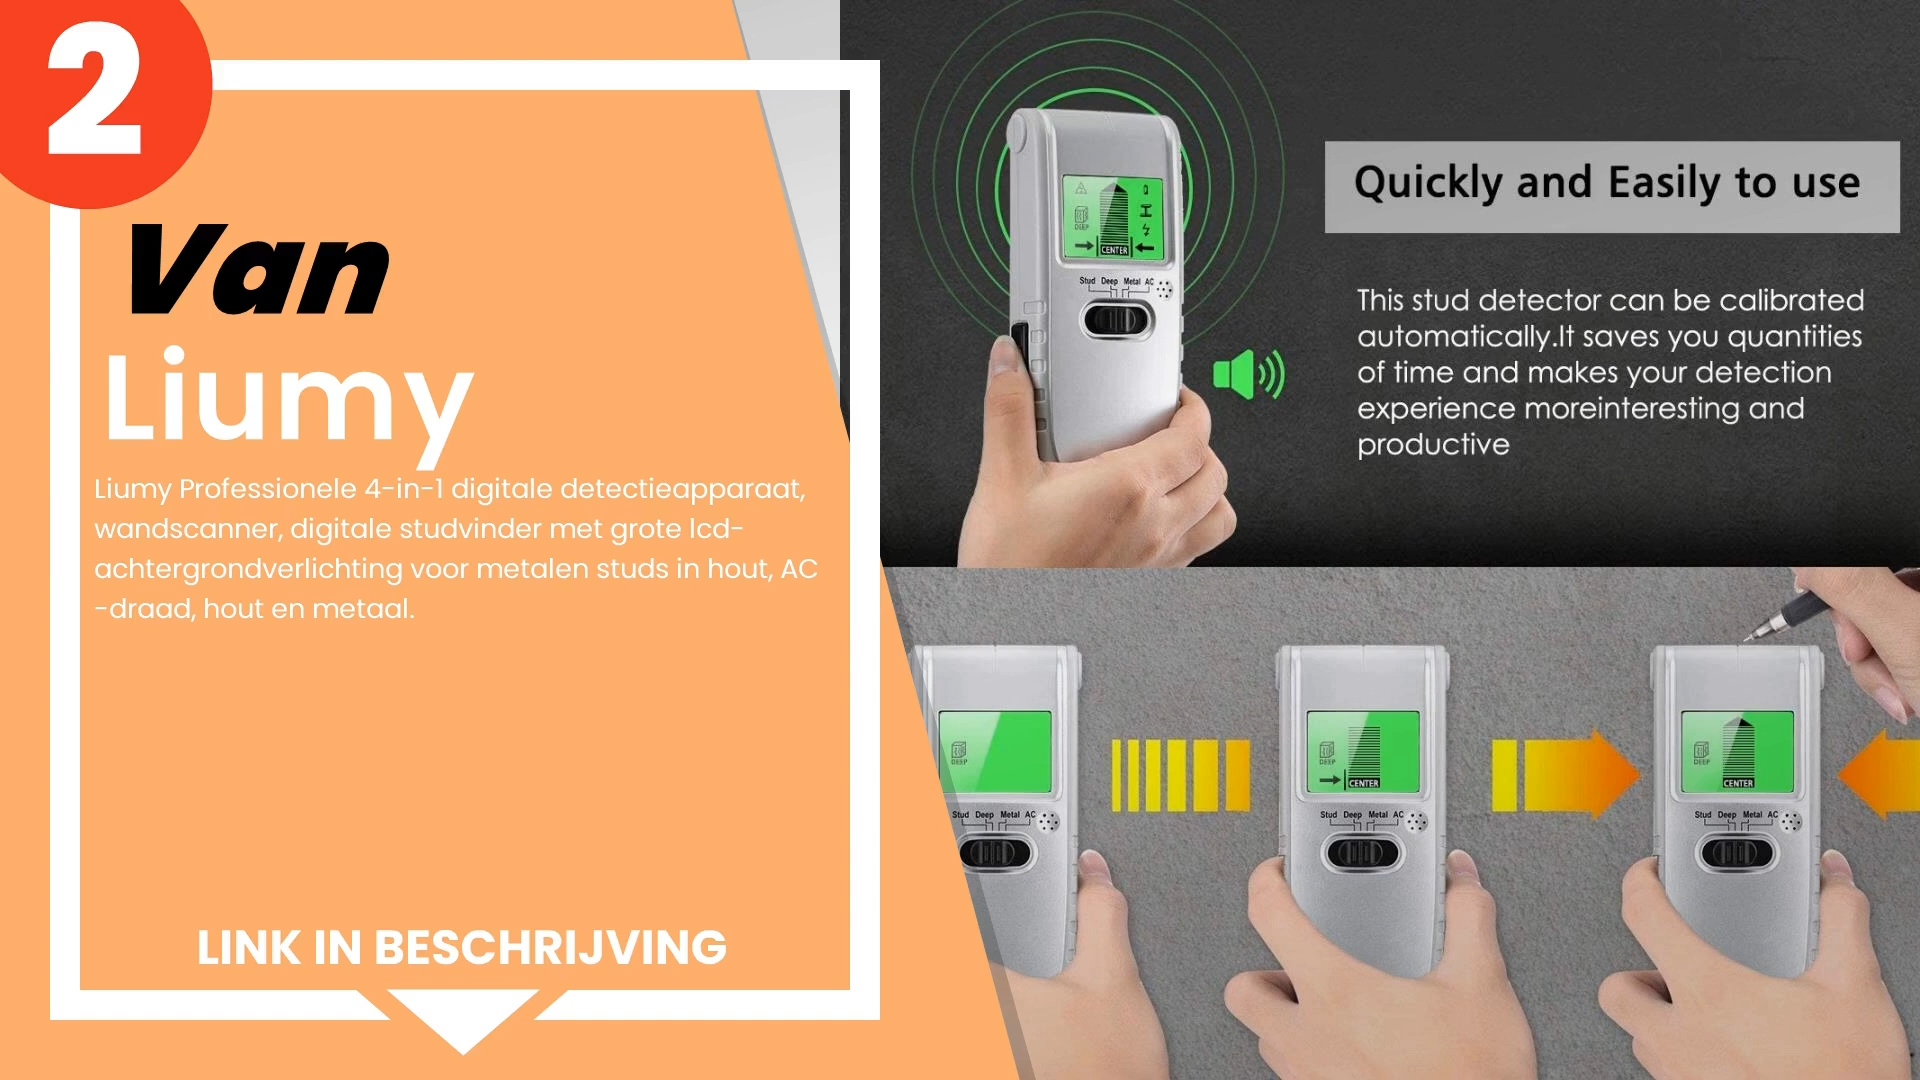 2
Van
Liumy
Liumy Professionele 4-in-1 digitale detectieapparaat,
wandscanner, digitale studvinder met grote lcd-
achtergrondverlichting voor metalen studs in hout, AC
-draad, hout en metaal.
LINK IN BESCHRIJVING
Quickly and Easily to use
This stud detector can be calibrated
automatically.It saves you quantities
of time and makes your detection
experience moreinteresting and
productive
DEEP
CENTER
Stud Deep Metal AC
DEEP
Stud Deep Metal AC
DEEP
CENTER
Stud Deep Metal AC
DEEP
CENTER
Stud Deep Metal AC